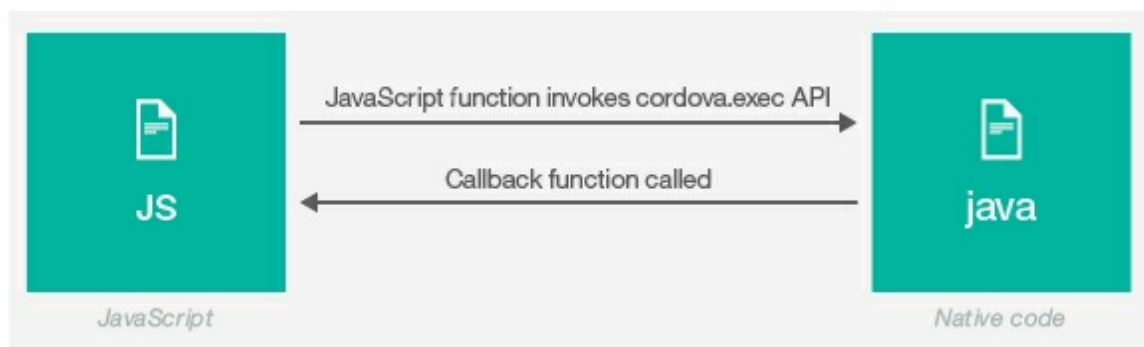 JavaScript function invokes cordova.exec API
Callback function called
JS
java
JavaScript
Native code